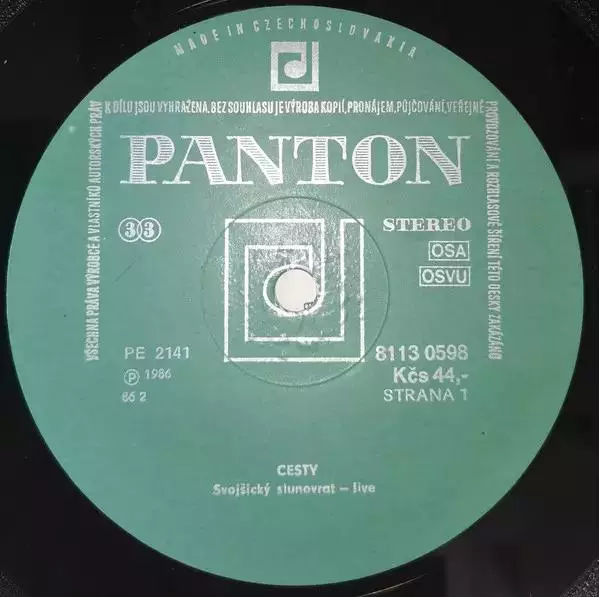 MADE IN CZECHOSLOVAKIA
VŠECHNA PRÁVA VÝROBCE A VLASTNÍKŮ AUTORSKÝCH PRÁV
K DÍLU JSOU VYHRAŽENA. BEZ SOUHLASU JE VÝROBA KOPIÍ, PRONÁJEM, PŮJČOVÁNÍ, VEŘEJNÉ
PROVOZOVÁNÍ A ROZHLASOVÉ ŠÍŘENÍ TÉTO DESKY ZAKÁZÁNO
PANTON
33
STEREO
OSA
OSVU
PE 2141
8113 0598
Ⓟ 1986
Kčs 44,-
86 2
STRANA 1
CESTY
Svojšický slunovrat – live